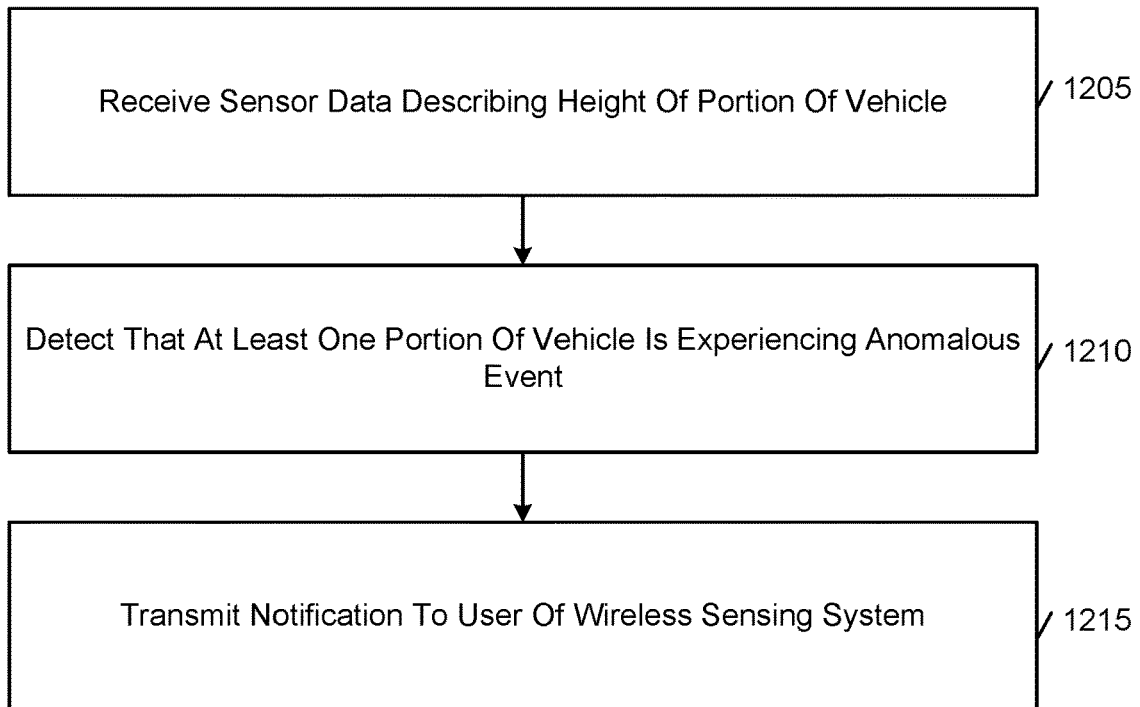 Receive Sensor Data Describing Height Of Portion Of Vehicle
1205
Detect That At Least One Portion Of Vehicle Is Experiencing Anomalous
Event
1210
Transmit Notification To User Of Wireless Sensing System
1215